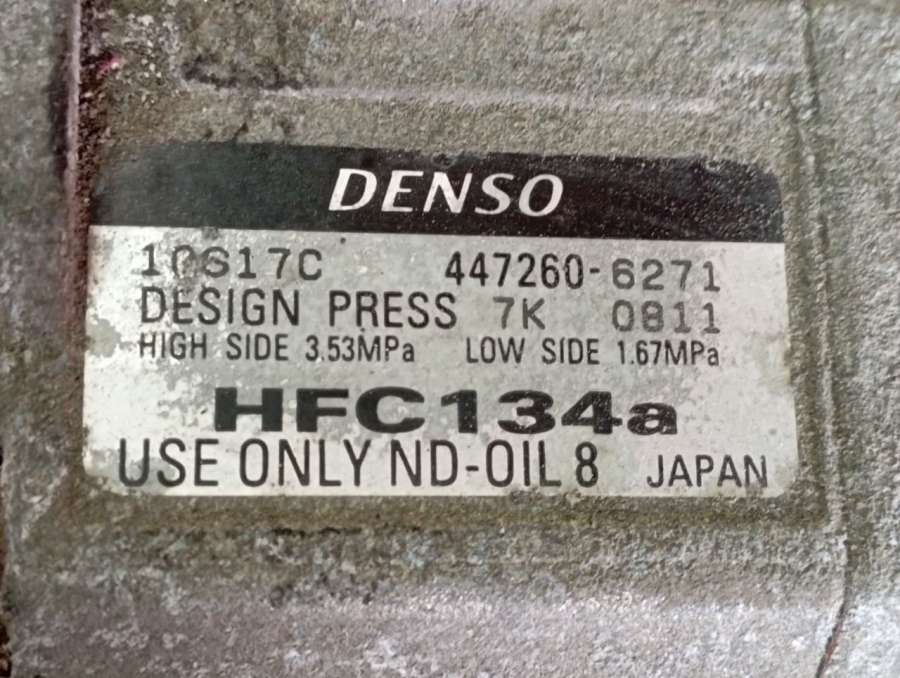 DENSO
10S17C 447260-6271
DESIGN PRESS 7K 0811
HIGH SIDE 3.53MPa LOW SIDE 1.67MPa
HFC134a
USE ONLY ND-OIL 8 JAPAN